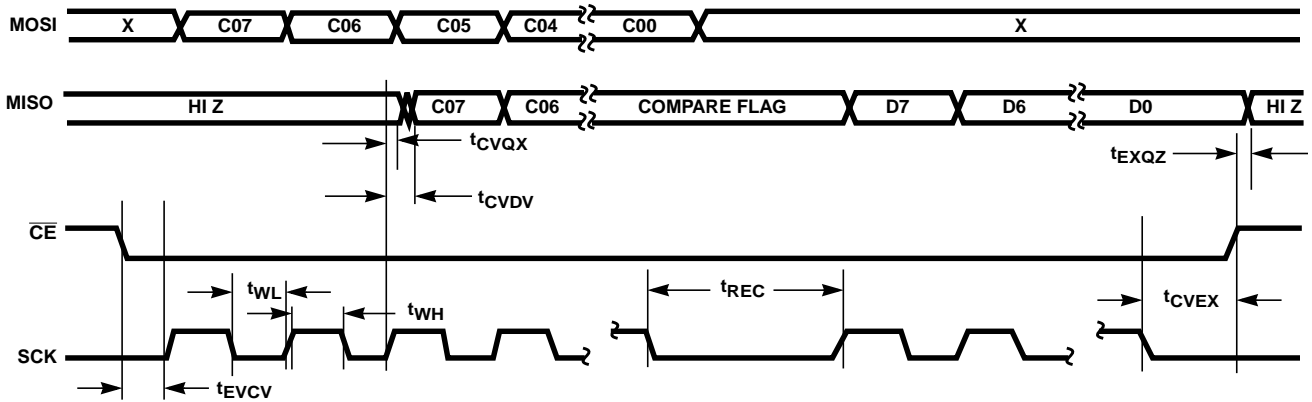 MOSI X C07 C06 C05 C04 C00 X
MISO HI Z C07 C06 COMPARE FLAG D7 D6 D0 HI Z
tCVQX
tEXQZ
tCVDV
CE
tWL
tWH
tREC
tCVEX
SCK
tEVCV